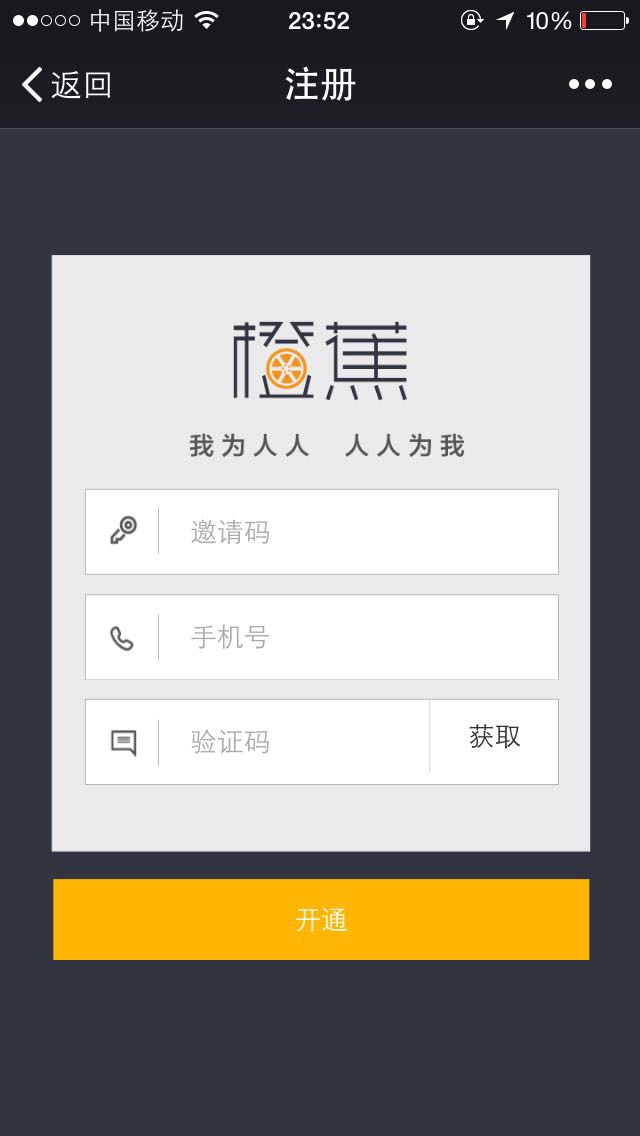 中国移动 23:52 10%
返回 注册
橙蕉
我为人人 人人为我
邀请码
手机号
验证码 获取
开通